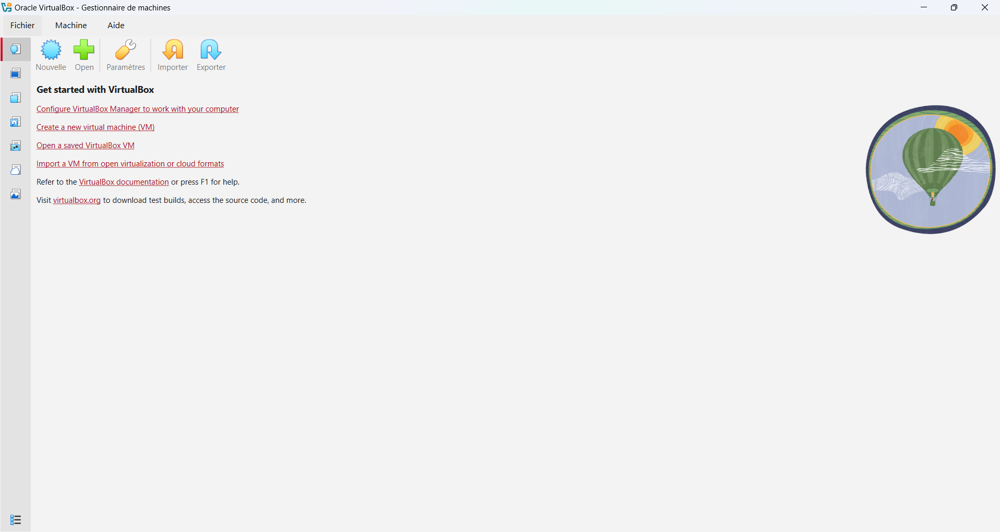 Oracle VirtualBox - Gestionnaire de machines
Fichier Machine Aide
Nouvelle Open Paramètres Importer Exporter
Get started with VirtualBox
Configure VirtualBox Manager to work with your computer
Create a new virtual machine (VM)
Open a saved VirtualBox VM
Import a VM from open virtualization or cloud formats
Refer to the VirtualBox documentation or press F1 for help.
Visit virtualbox.org to download test builds, access the source code, and more.